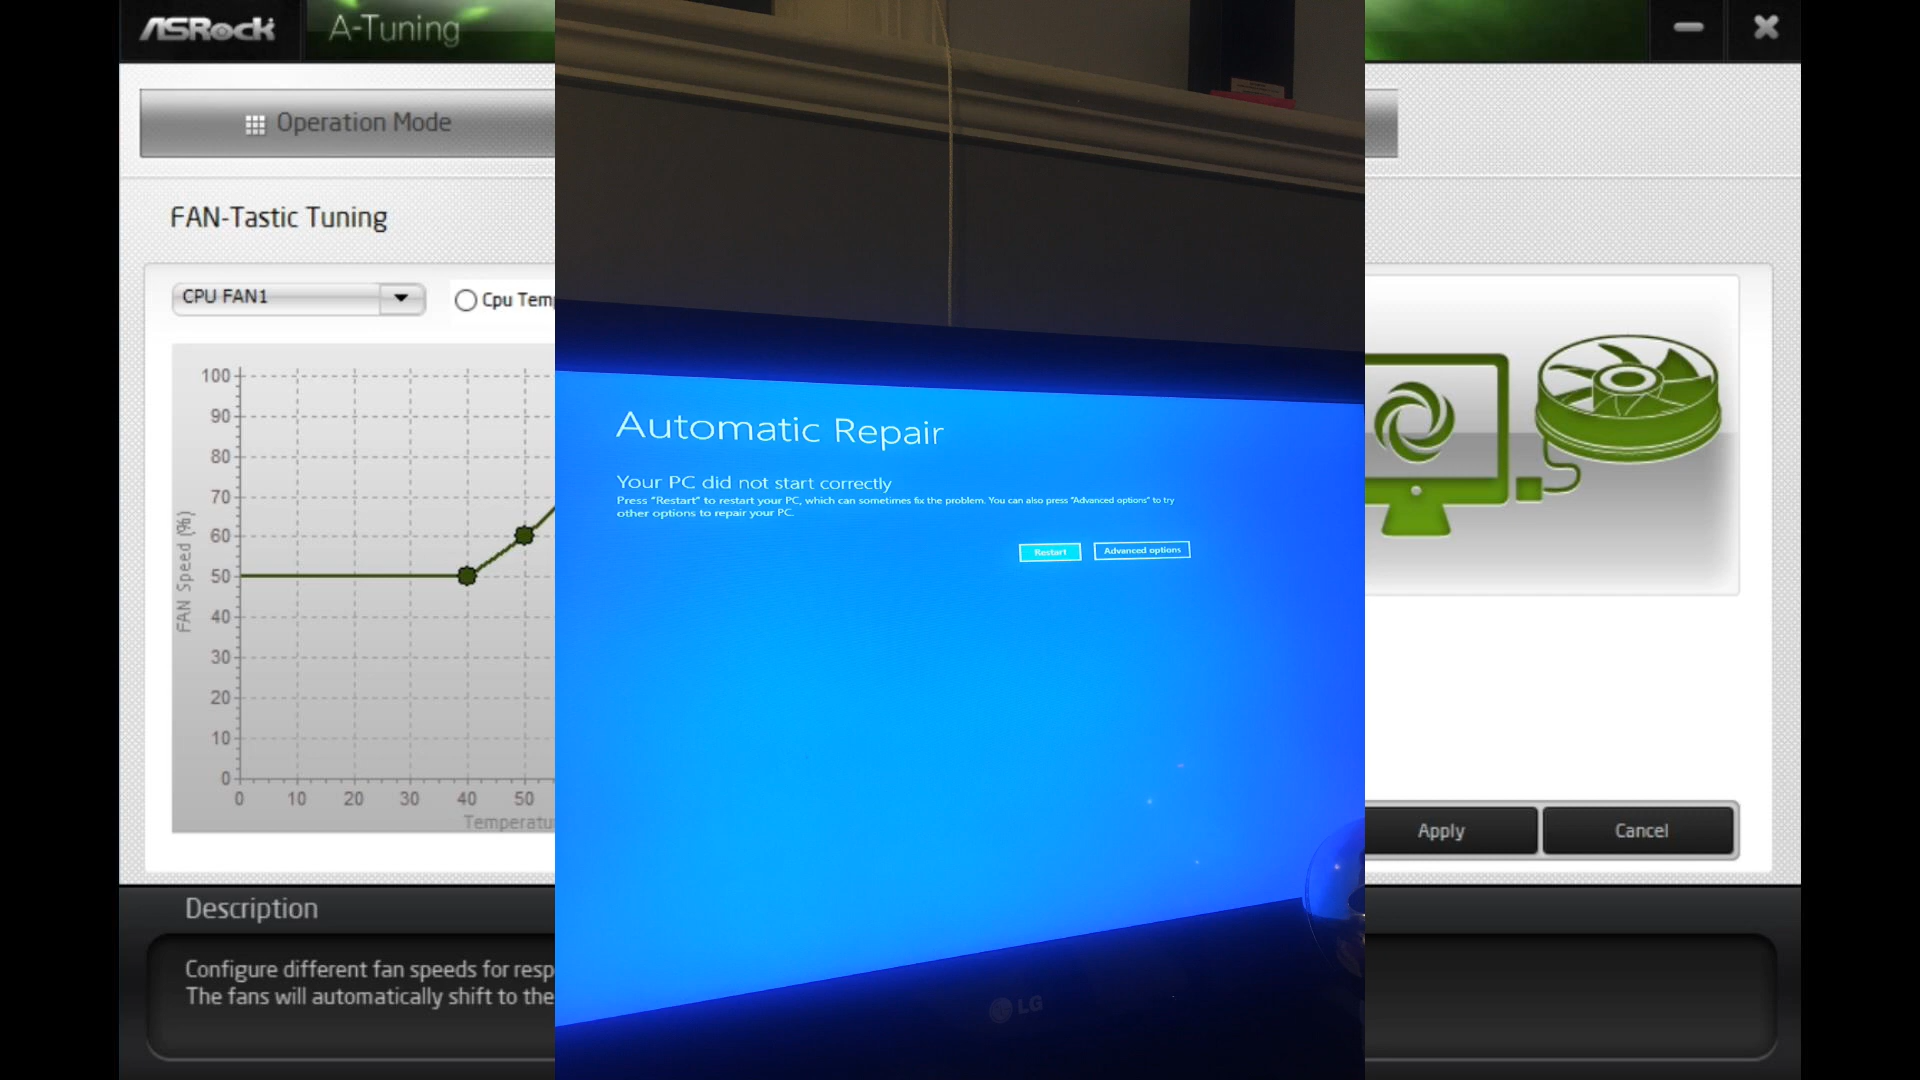 ASRock
A-Tuning
Operation Mode
FAN-Tastic Tuning
CPU FAN1
Cpu Tem
100
90
80
70
60
50
40
30
20
10
0
FAN Speed (%)
0 10 20 30 40 50
Temperatu
Automatic Repair
Your PC did not start correctly
Press "Restart" to restart your PC, which can sometimes fix the problem. You can also press "Advanced options" to try
other options to repair your PC.
Restart
Advanced options
LG
Apply
Cancel
Description
Configure different fan speeds for resp
The fans will automatically shift to the